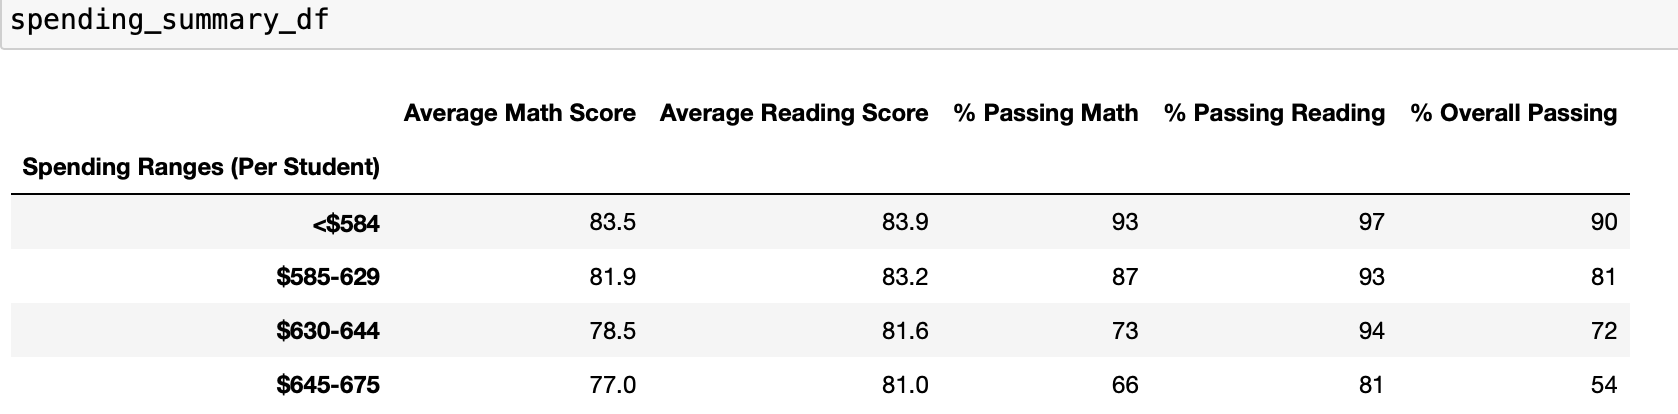 spending_summary_df
Average Math Score Average Reading Score % Passing Math % Passing Reading % Overall Passing
Spending Ranges (Per Student)
<$584 83.5 83.9 93 97 90
$585-629 81.9 83.2 87 93 81
$630-644 78.5 81.6 73 94 72
$645-675 77.0 81.0 66 81 54